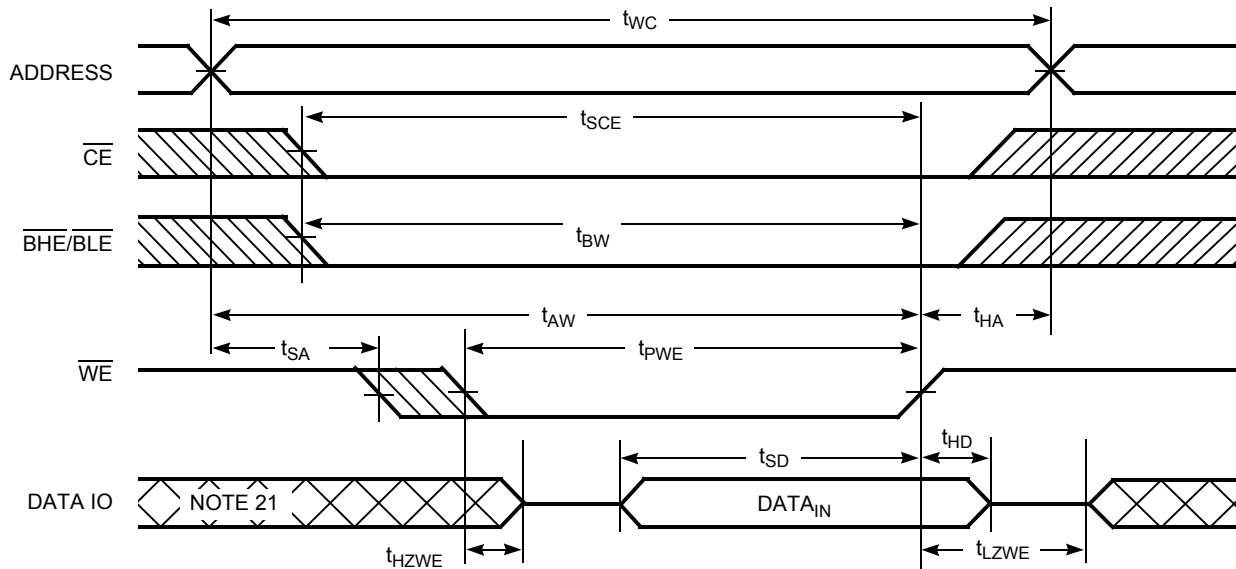 tWC
ADDRESS
tSCE
CE
BHE/BLE
tBW
tAW
tHA
tSA
tPWE
WE
tHD
tSD
DATA IO
NOTE 21
DATAIN
tHZWE
tLZWE